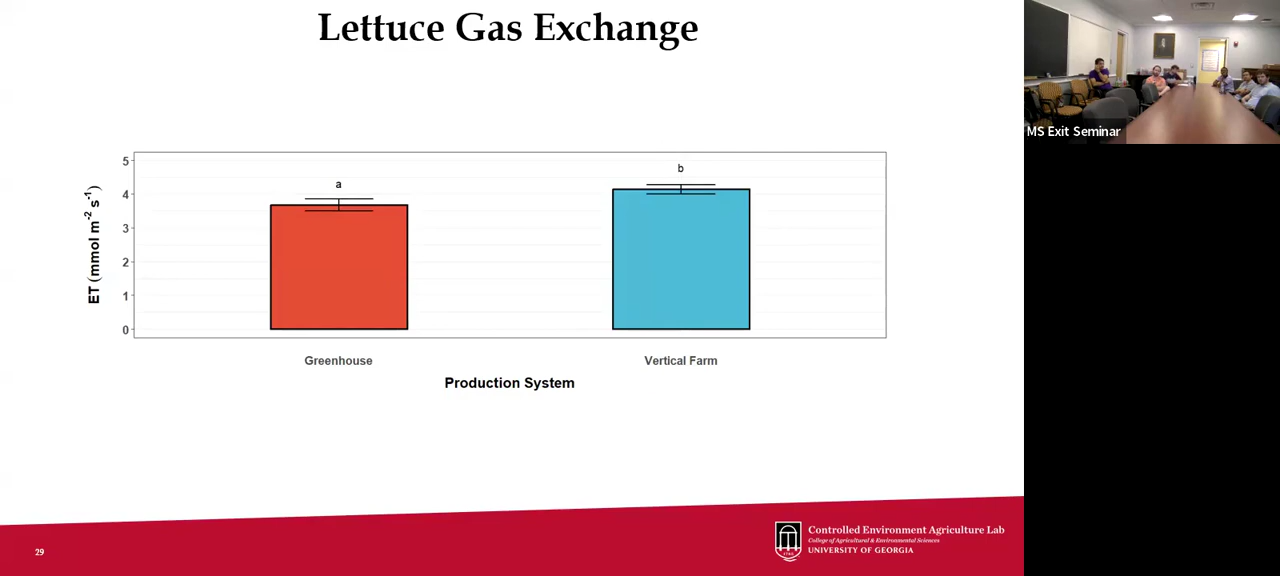 Lettuce Gas Exchange
5
4
3
2
1
0
ET (mmol m⁻² s⁻¹)
a
b
Greenhouse
Vertical Farm
Production System
29
1785
Controlled Environment Agriculture Lab
College of Agricultural & Environmental Sciences
UNIVERSITY OF GEORGIA
MS Exit Seminar